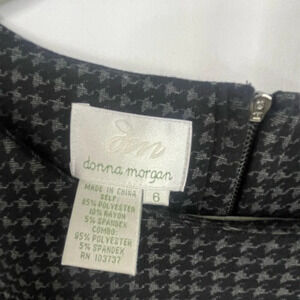 dm
donna morgan
6
MADE IN CHINA
SELF:
85% POLYESTER
10% RAYON
5% SPANDEX
COMBO:
95% POLYESTER
5% SPANDEX
RN 103737